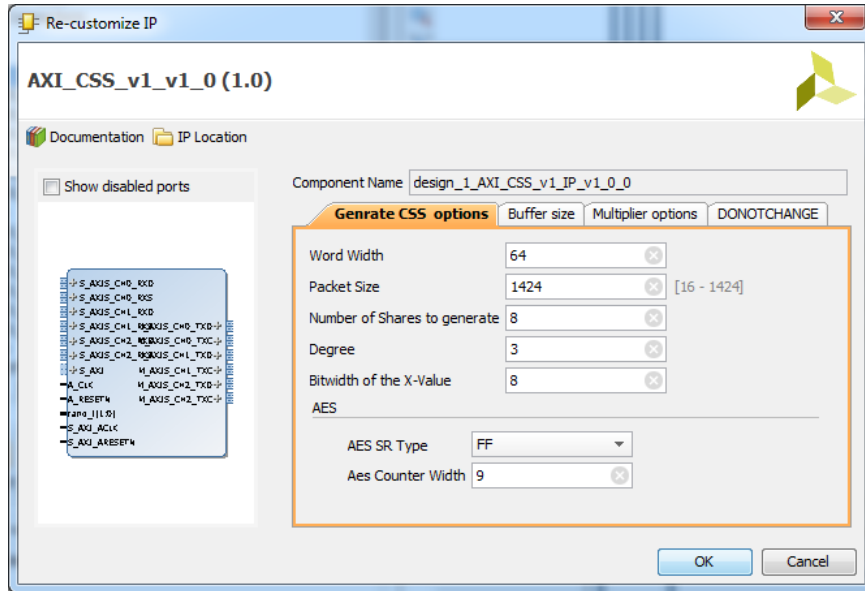 Re-customize IP
AXI_CSS_v1_v1_0 (1.0)
Documentation IP Location
Show disabled ports
Component Name design_1_AXI_CSS_v1_IP_v1_0_0
Genrate CSS options Buffer size Multiplier options DONOTCHANGE
Word Width 64
Packet Size 1424 [16 - 1424]
Number of Shares to generate 8
Degree 3
Bitwidth of the X-Value 8
AES
AES SR Type FF
Aes Counter Width 9
S_AXIS_CH0_RXD
S_AXIS_CH0_RXS
S_AXIS_CH1_RXD
S_AXI
M_AXIS_CH1_TXC
M_AXIS_CH2_TXD
A_CLK
A_RESETN
M_AXIS_CH2_TXC
S_AXI_ACLK
S_AXI_ARESETN
OK Cancel